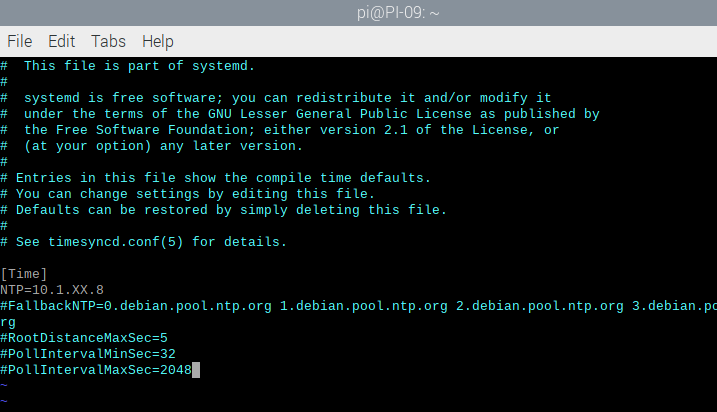 pi@PI-09: ~
File Edit Tabs Help
#  This file is part of systemd.
#
#  systemd is free software; you can redistribute it and/or modify it
#  under the terms of the GNU Lesser General Public License as published by
#  the Free Software Foundation; either version 2.1 of the License, or
#  (at your option) any later version.
#
# Entries in this file show the compile time defaults.
# You can change settings by editing this file.
# Defaults can be restored by simply deleting this file.
#
# See timesyncd.conf(5) for details.

[Time]
NTP=10.1.XX.8
#FallbackNTP=0.debian.pool.ntp.org 1.debian.pool.ntp.org 2.debian.pool.ntp.org 3.debian.po
rg
#RootDistanceMaxSec=5
#PollIntervalMinSec=32
#PollIntervalMaxSec=2048
~
~